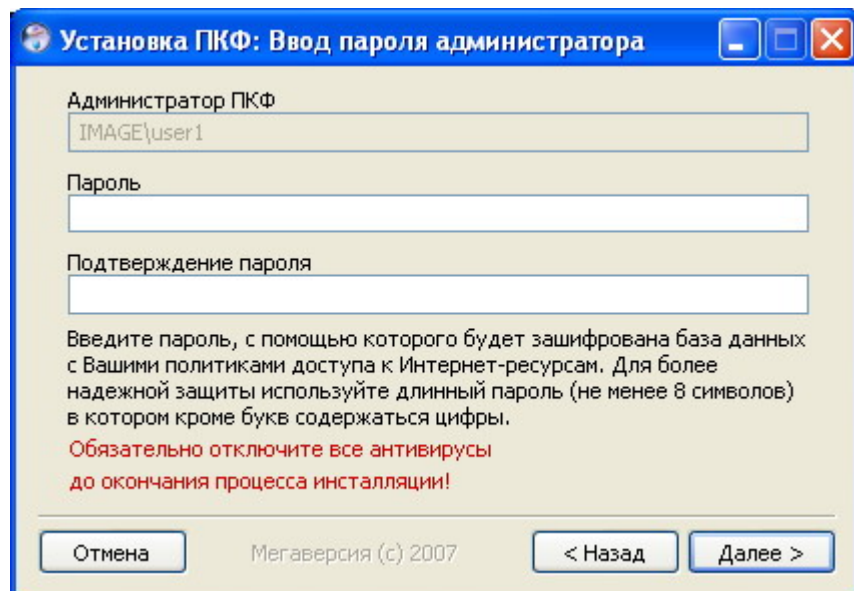 Установка ПКФ: Ввод пароля администратора
Администратор ПКФ
IMAGE\user1
Пароль
Подтверждение пароля
Введите пароль, с помощью которого будет зашифрована база данных
с Вашими политиками доступа к Интернет-ресурсам. Для более
надежной защиты используйте длинный пароль (не менее 8 символов)
в котором кроме букв содержаться цифры.
Обязательно отключите все антивирусы
до окончания процесса инсталляции!
Отмена Мегаверсия (c) 2007 < Назад Далее >